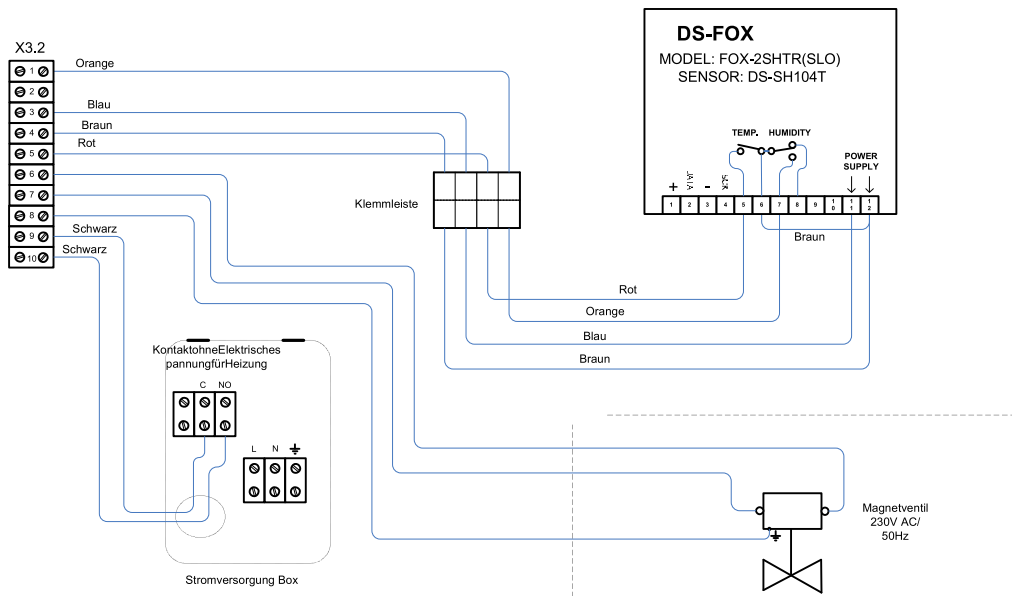 X3.2
1
2
3
4
5
6
7
8
9
10
Orange
Blau
Braun
Rot
Schwarz
Schwarz
Klemmleiste
DS-FOX
MODEL: FOX-2SHTR(SLO)
SENSOR: DS-SH104T
TEMP. HUMIDITY
POWER
SUPPLY
+ DATA - SCK
1 2 3 4 5 6 7 8 9 10 11 12
Braun
Rot
Orange
Blau
Braun
KontaktohneElektrisches
pannungfürHeizung
C NO
L N
Stromversorgung Box
Magnetventil
230V AC/
50Hz